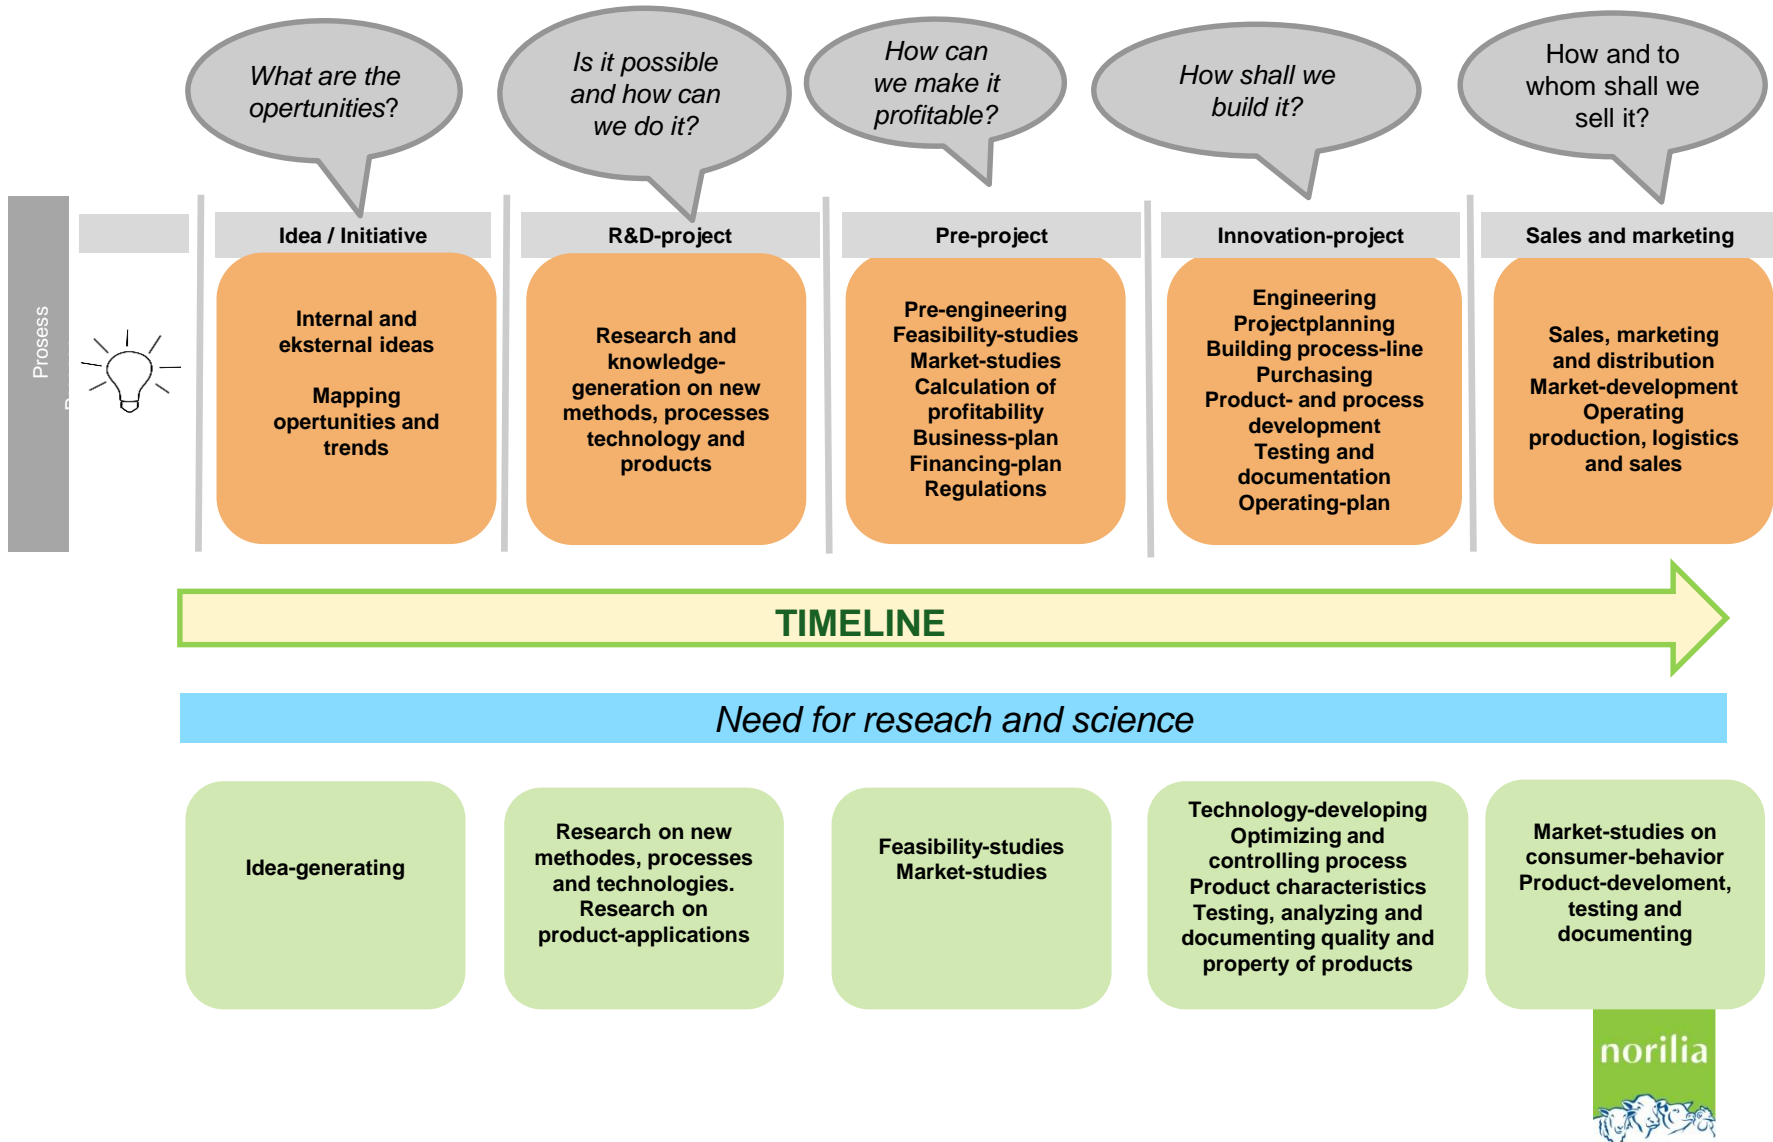 What are the
opertunities?
Is it possible
and how can
we do it?
How can
we make it
profitable?
How shall we
build it?
How and to
whom shall we
sell it?
Prosess
Idea / Initiative
R&D-project
Pre-project
Innovation-project
Sales and marketing
Internal and
eksternal ideas
Mapping
opertunities and
trends
Research and
knowledge-
generation on new
methods, processes
technology and
products
Pre-engineering
Feasibility-studies
Market-studies
Calculation of
profitability
Business-plan
Financing-plan
Regulations
Engineering
Projectplanning
Building process-line
Purchasing
Product- and process
development
Testing and
documentation
Operating-plan
Sales, marketing
and distribution
Market-development
Operating
production, logistics
and sales
TIMELINE
Need for reseach and science
Idea-generating
Research on new
methodes, processes
and technologies.
Research on
product-applications
Feasibility-studies
Market-studies
Technology-developing
Optimizing and
controlling process
Product characteristics
Testing, analyzing and
documenting quality and
property of products
Market-studies on
consumer-behavior
Product-develoment,
testing and
documenting
norilia